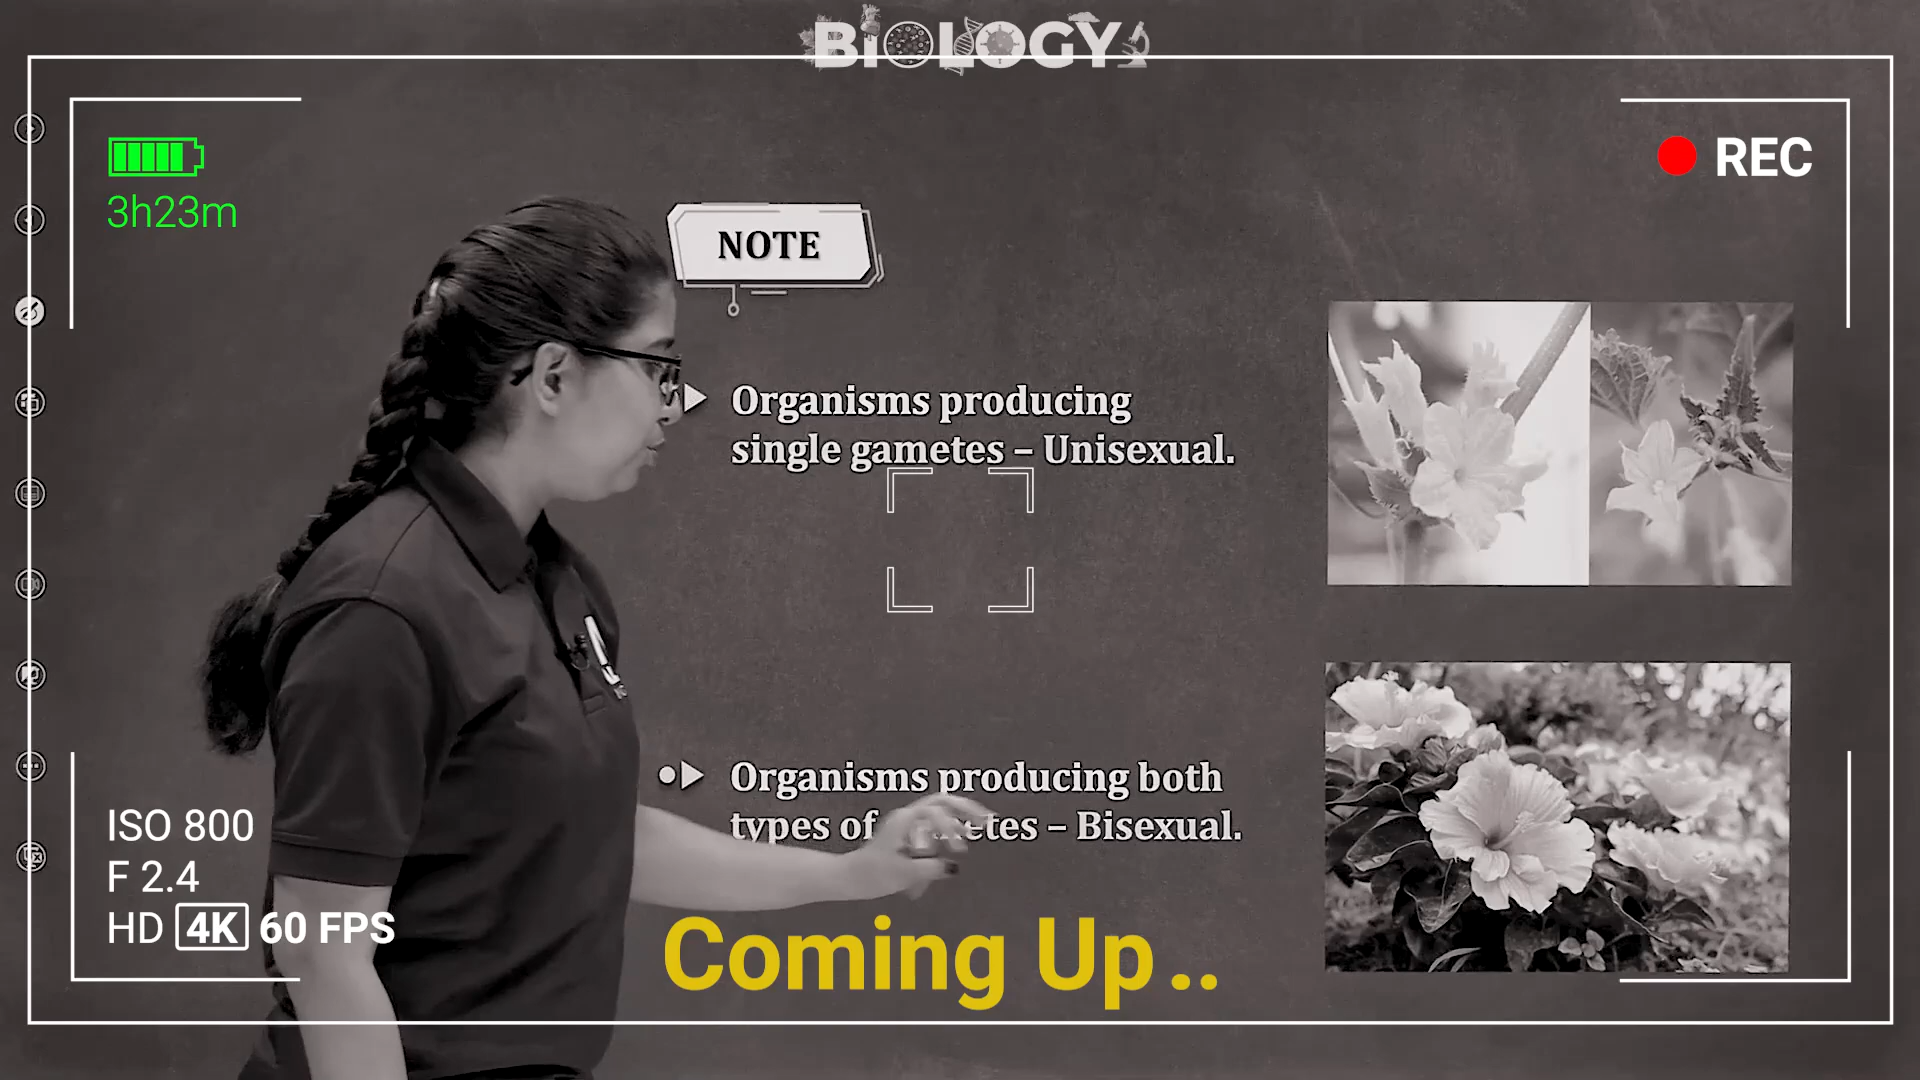 BIOLOGY
REC
3h23m
NOTE
Organisms producing
single gametes – Unisexual.
Organisms producing both
types of gametes – Bisexual.
ISO 800
F 2.4
HD 4K 60 FPS
Coming Up..